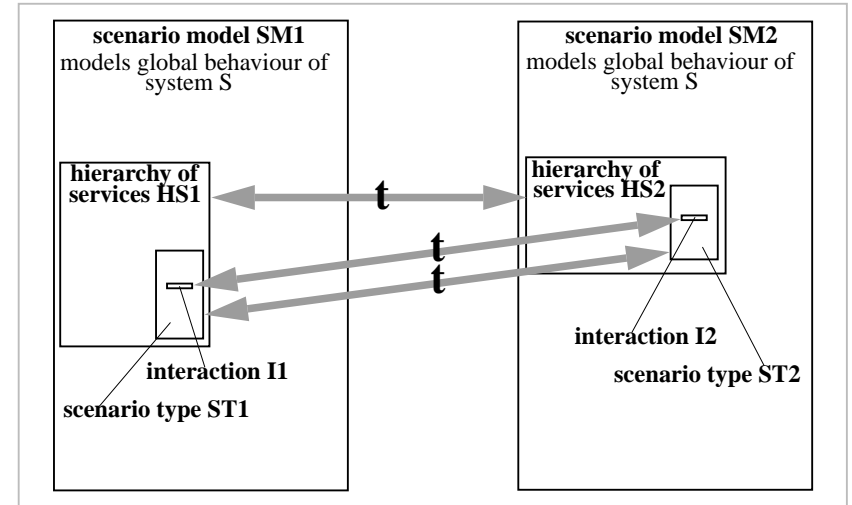 scenario model SM1
models global behaviour of
system S
hierarchy of
services HS1
interaction I1
scenario type ST1
t
t
t
scenario model SM2
models global behaviour of
system S
hierarchy of
services HS2
interaction I2
scenario type ST2